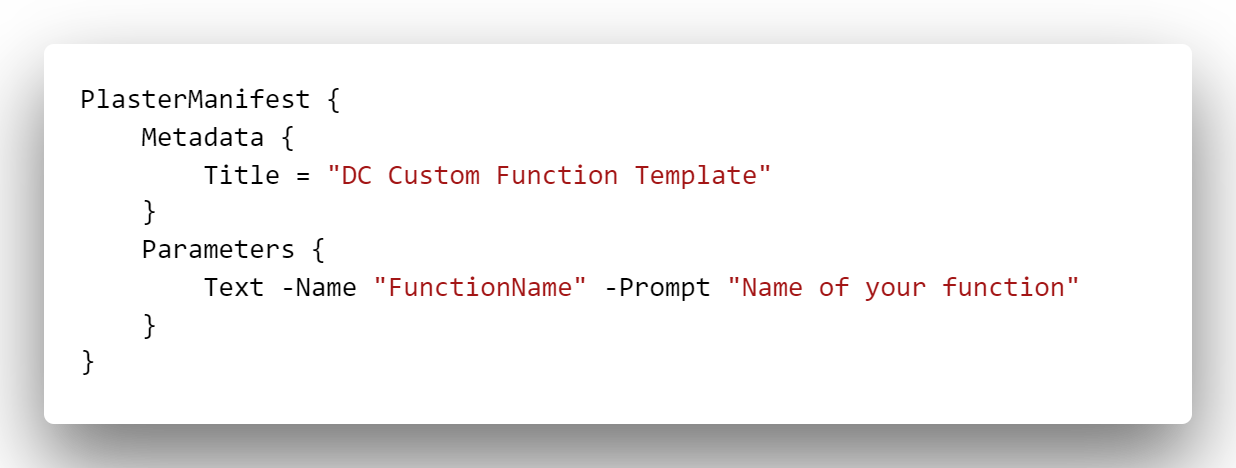 PlasterManifest {
    Metadata {
        Title = "DC Custom Function Template"
    }
    Parameters {
        Text -Name "FunctionName" -Prompt "Name of your function"
    }
}